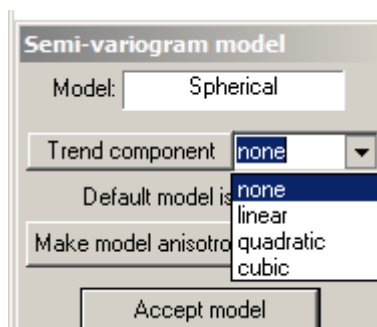 Semi-variogram model
Model: Spherical
Trend component none
none
Default model is
linear
quadratic
Make model anisotro
cubic
Accept model